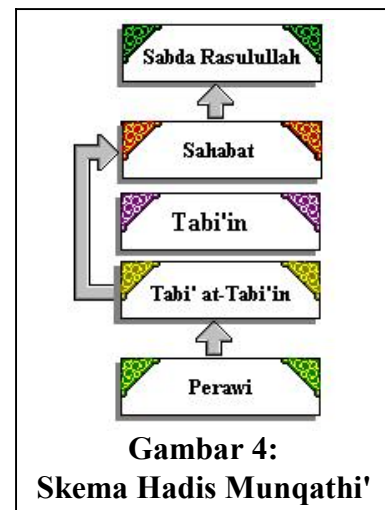 Sabda Rasulullah
Sahabat
Tabi'in
Tabi' at-Tabi'in
Perawi
Gambar 4:
Skema Hadis Munqathi'